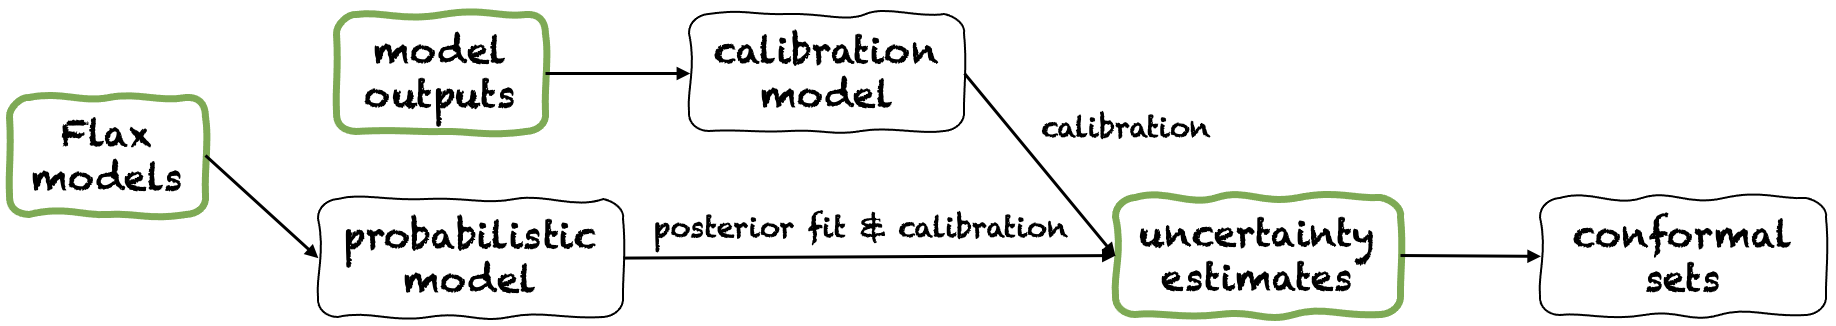 model
outputs
calibration
model
Flax
models
calibration
probabilistic
model
posterior fit & calibration
uncertainty
estimates
conformal
sets